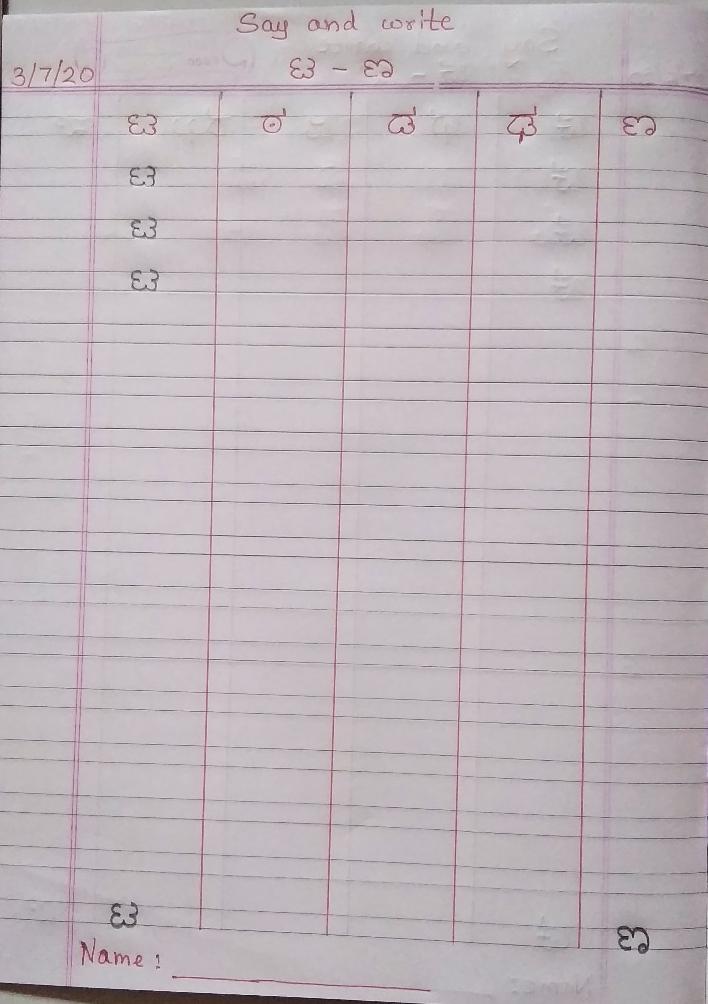 Say and write
3/7/20 ಟ - ಣ
ಟ ಠ ಡ ಢ ಣ
ಟ
ಟ
ಟ
ಟ ಣ
Name :